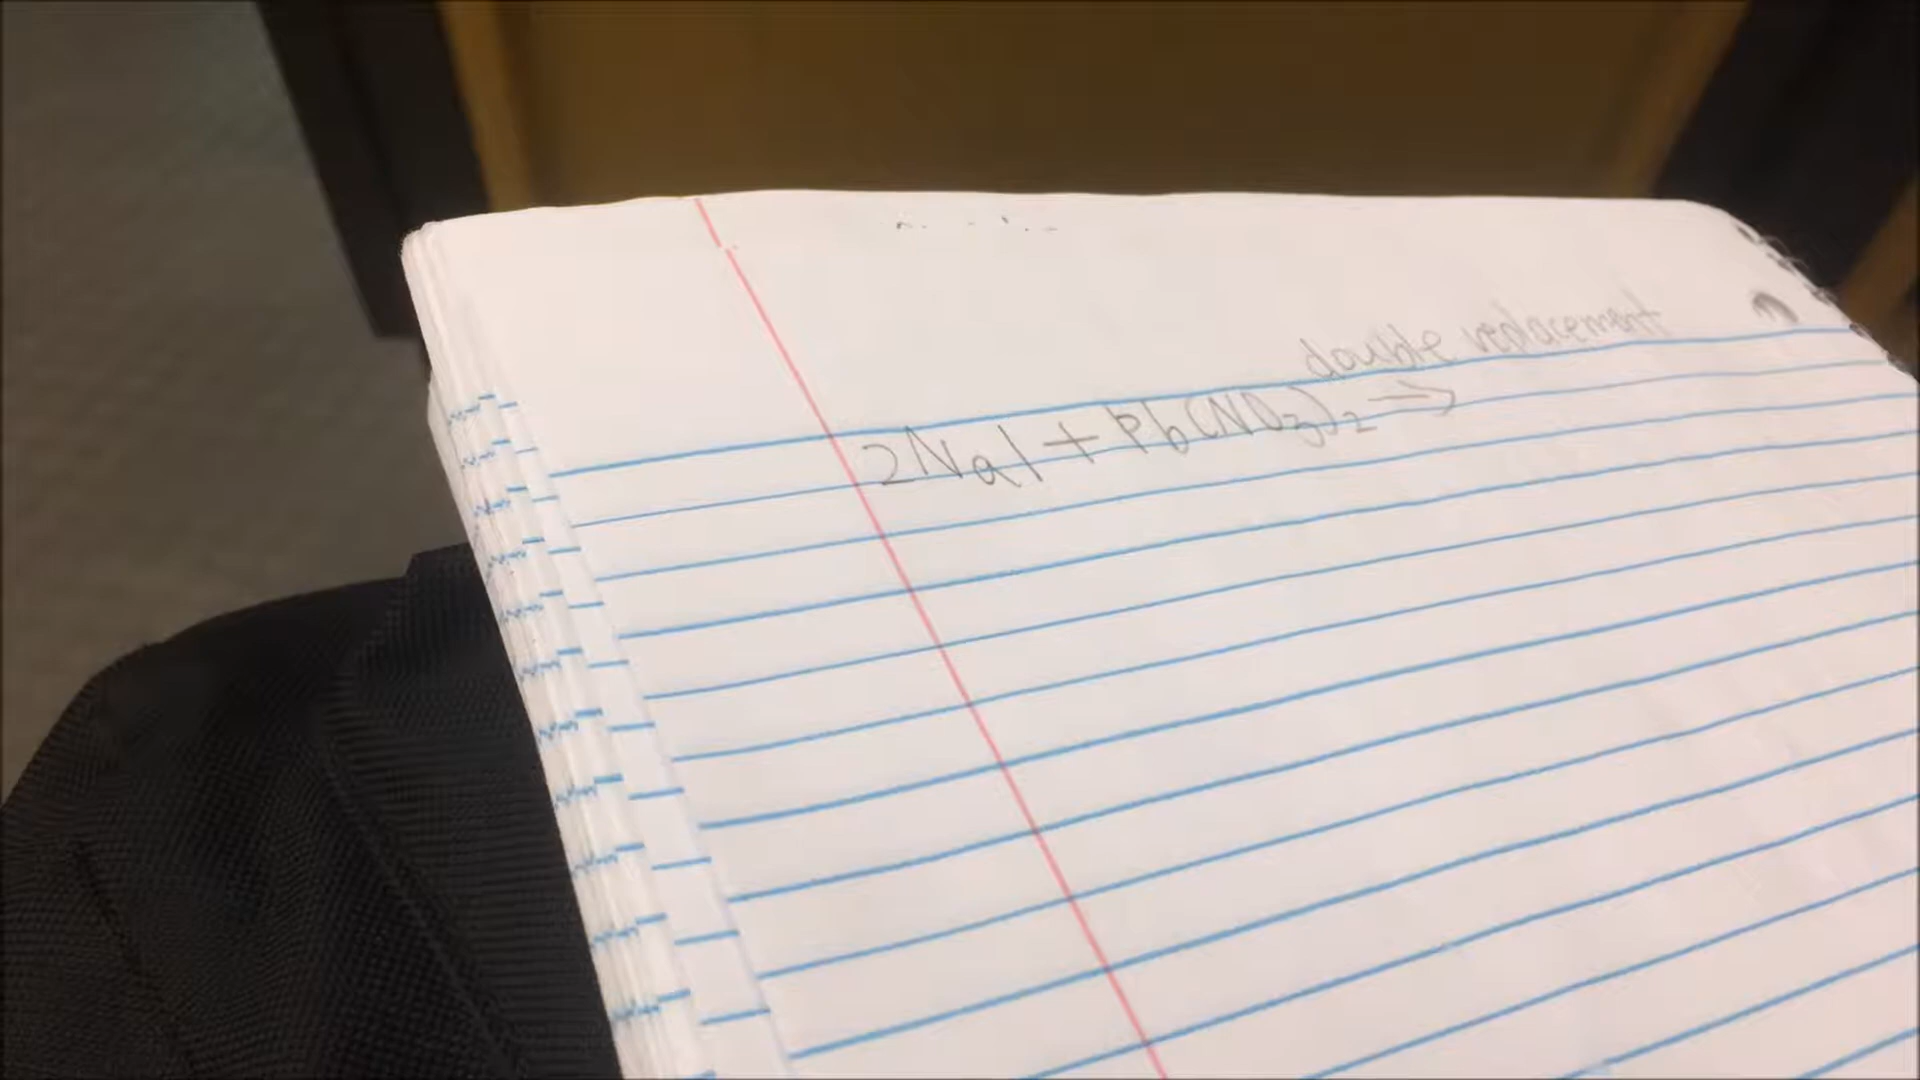 double replacement
2NaI + Pb(NO3)2 →